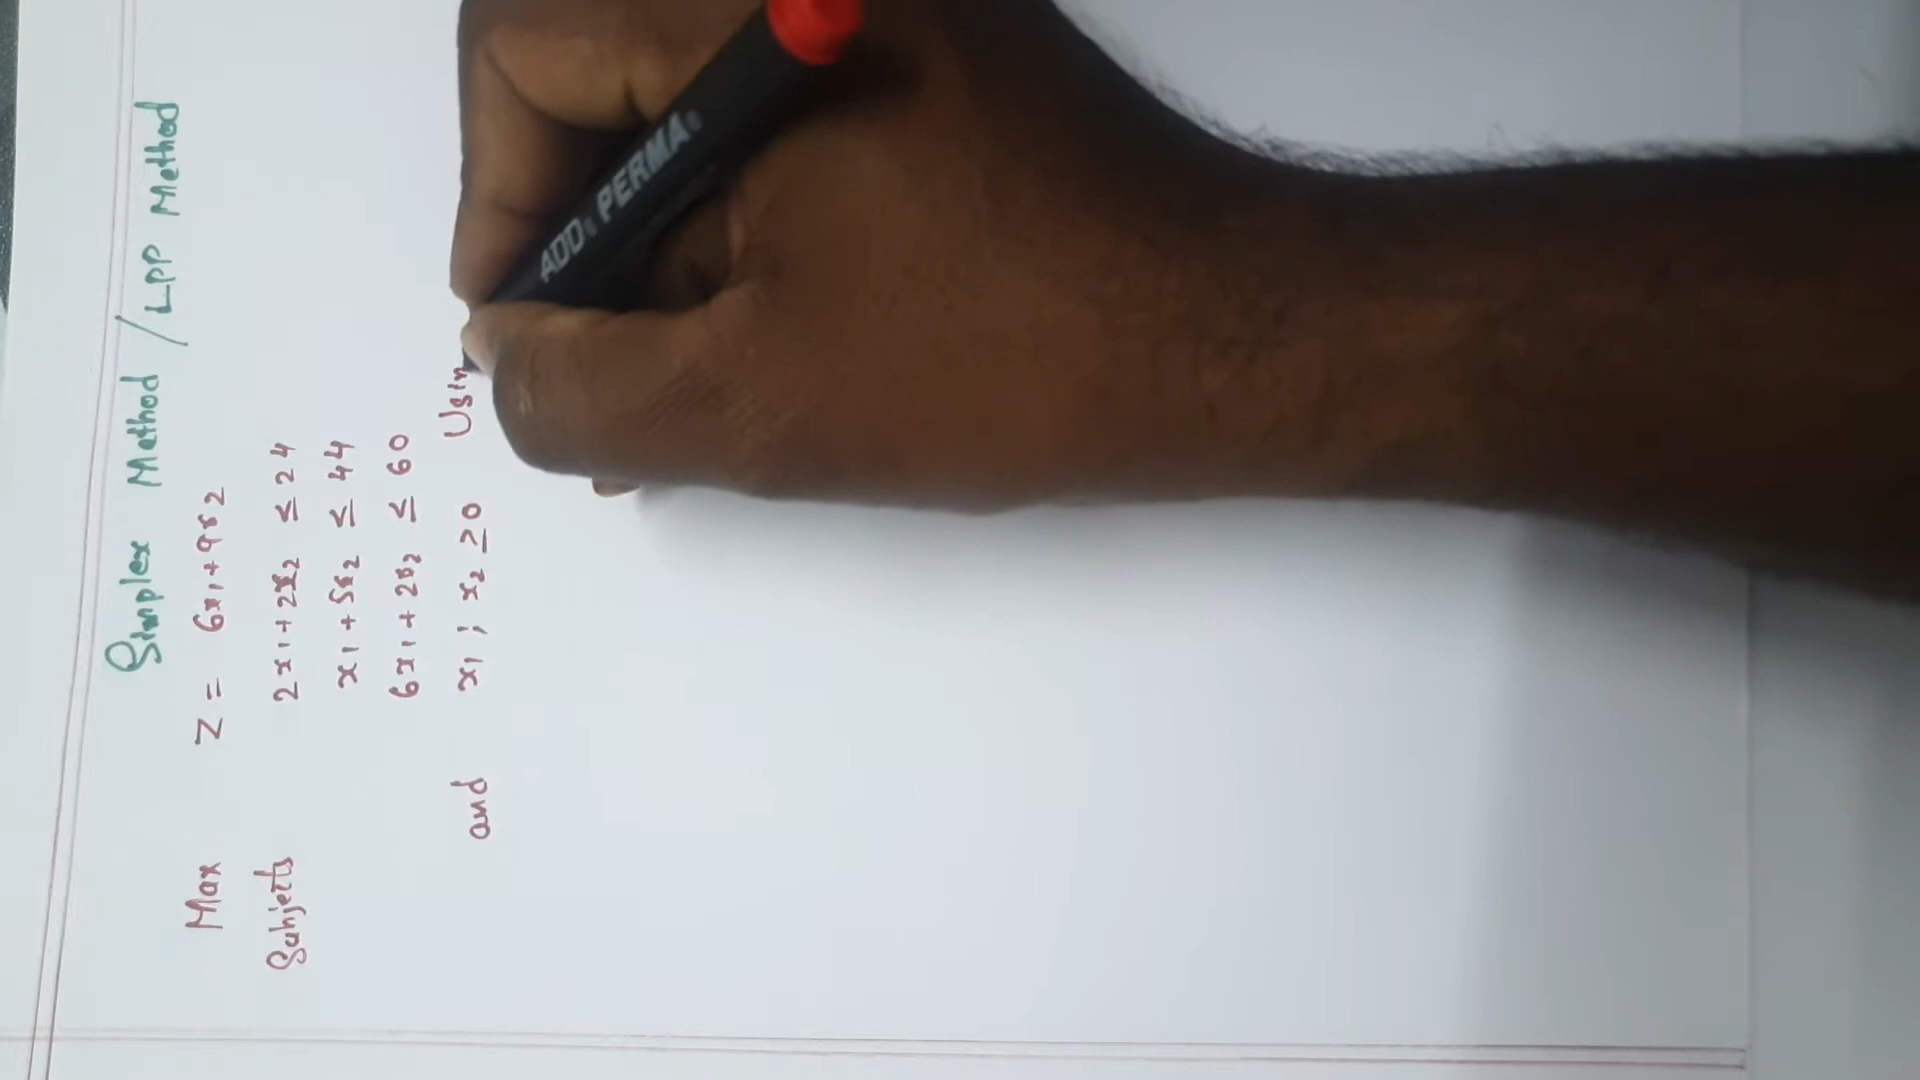 Simplex Method / LPP Method
Max Z = 6x1 + 9x2
Subjects 2x1 + 2x2 ≤ 24
x1 + 5x2 ≤ 44
6x1 + 2x2 ≤ 60
and x1 ; x2 ≥ 0 Usin
ADD PERMA